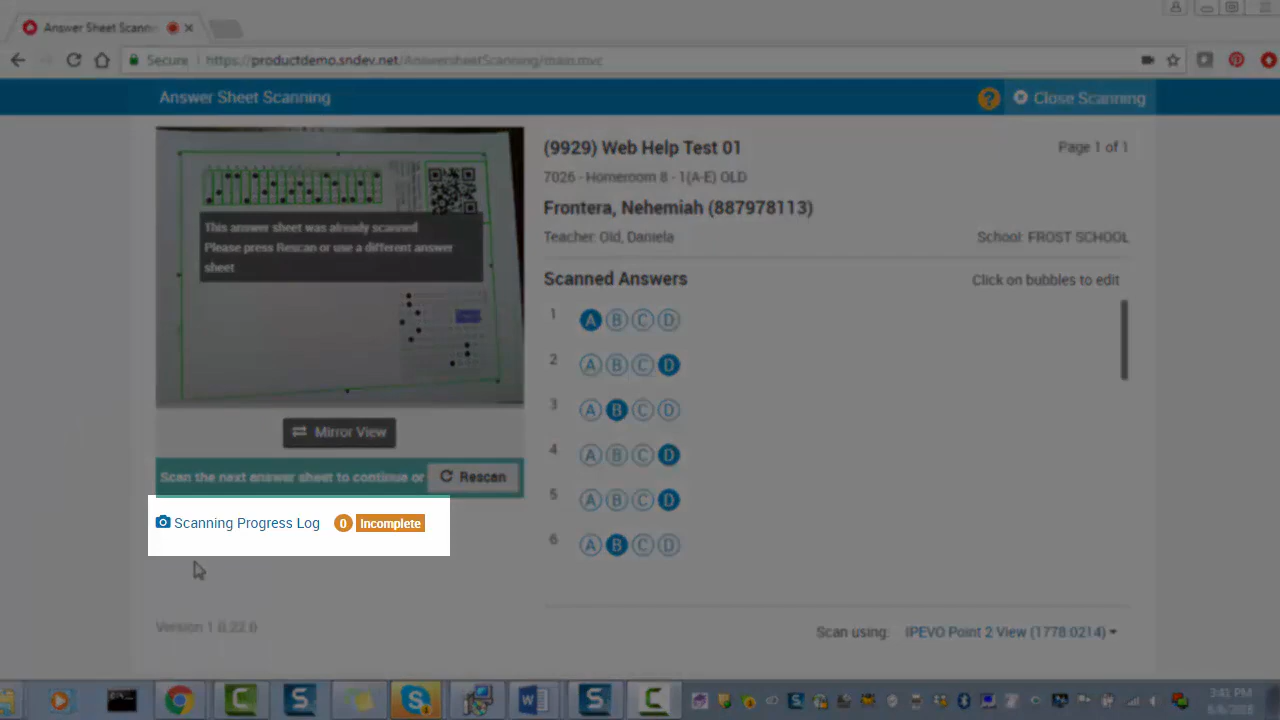 Answer Sheet Scannin
Secure https://productdemo.sndev.net/AnswersheetScanning/main.mvc
Answer Sheet Scanning
? Close Scanning
This answer sheet was already scanned
Please press Rescan or use a different answer
sheet
Mirror View
Scan the next answer sheet to continue or Rescan
Scanning Progress Log 0 Incomplete
Version 1.0.22.0
(9929) Web Help Test 01 Page 1 of 1
7026 - Homeroom 8 - 1(A-E) OLD
Frontera, Nehemiah (887978113)
Teacher: Old, Daniela School: FROST SCHOOL
Scanned Answers Click on bubbles to edit
1 A B C D
2 A B C D
3 A B C D
4 A B C D
5 A B C D
6 A B C D
Scan using: IPEVO Point 2 View (1778:0214)
3:41 PM